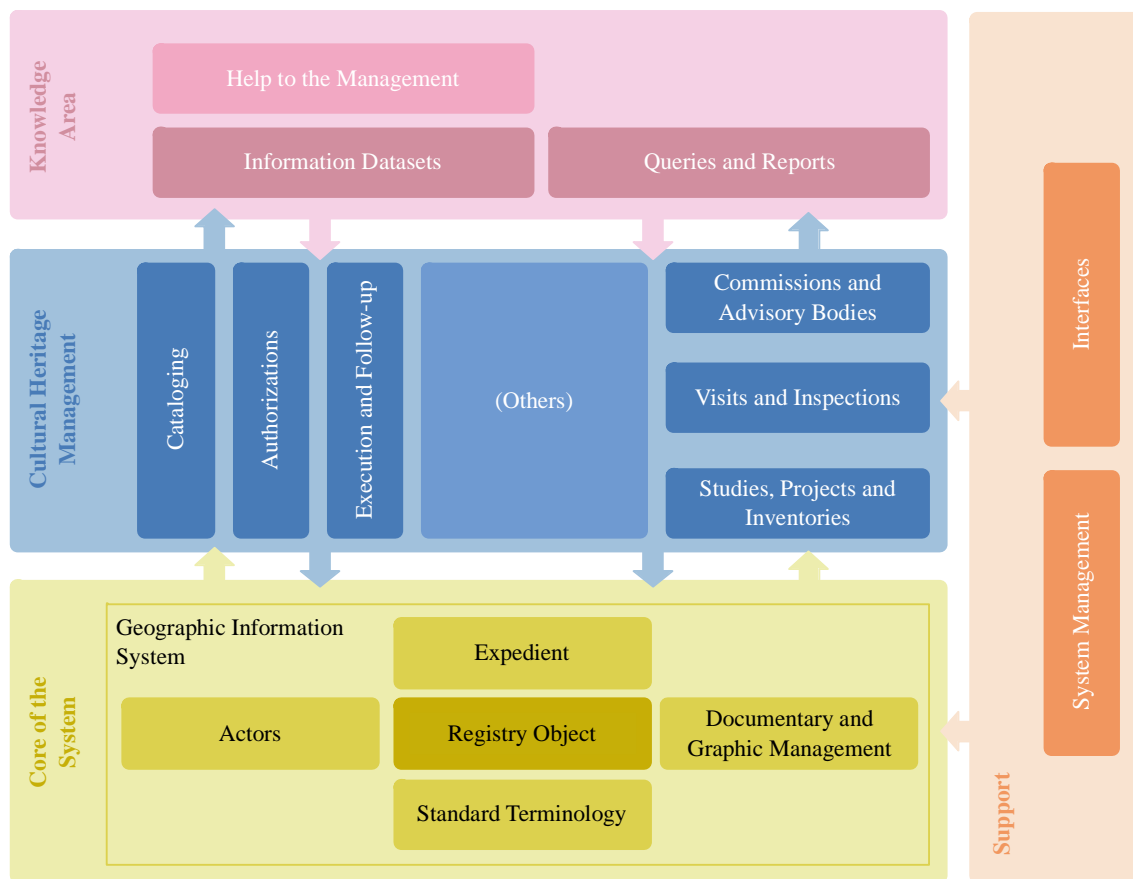 Knowledge
Area
Help to the Management
Information Datasets
Queries and Reports
Cultural Heritage
Management
Cataloging
Authorizations
Execution and Follow-up
(Others)
Commissions and
Advisory Bodies
Visits and Inspections
Studies, Projects and
Inventories
Core of the
System
Geographic Information
System
Expedient
Actors
Registry Object
Documentary and
Graphic Management
Standard Terminology
Interfaces
System Management
Support